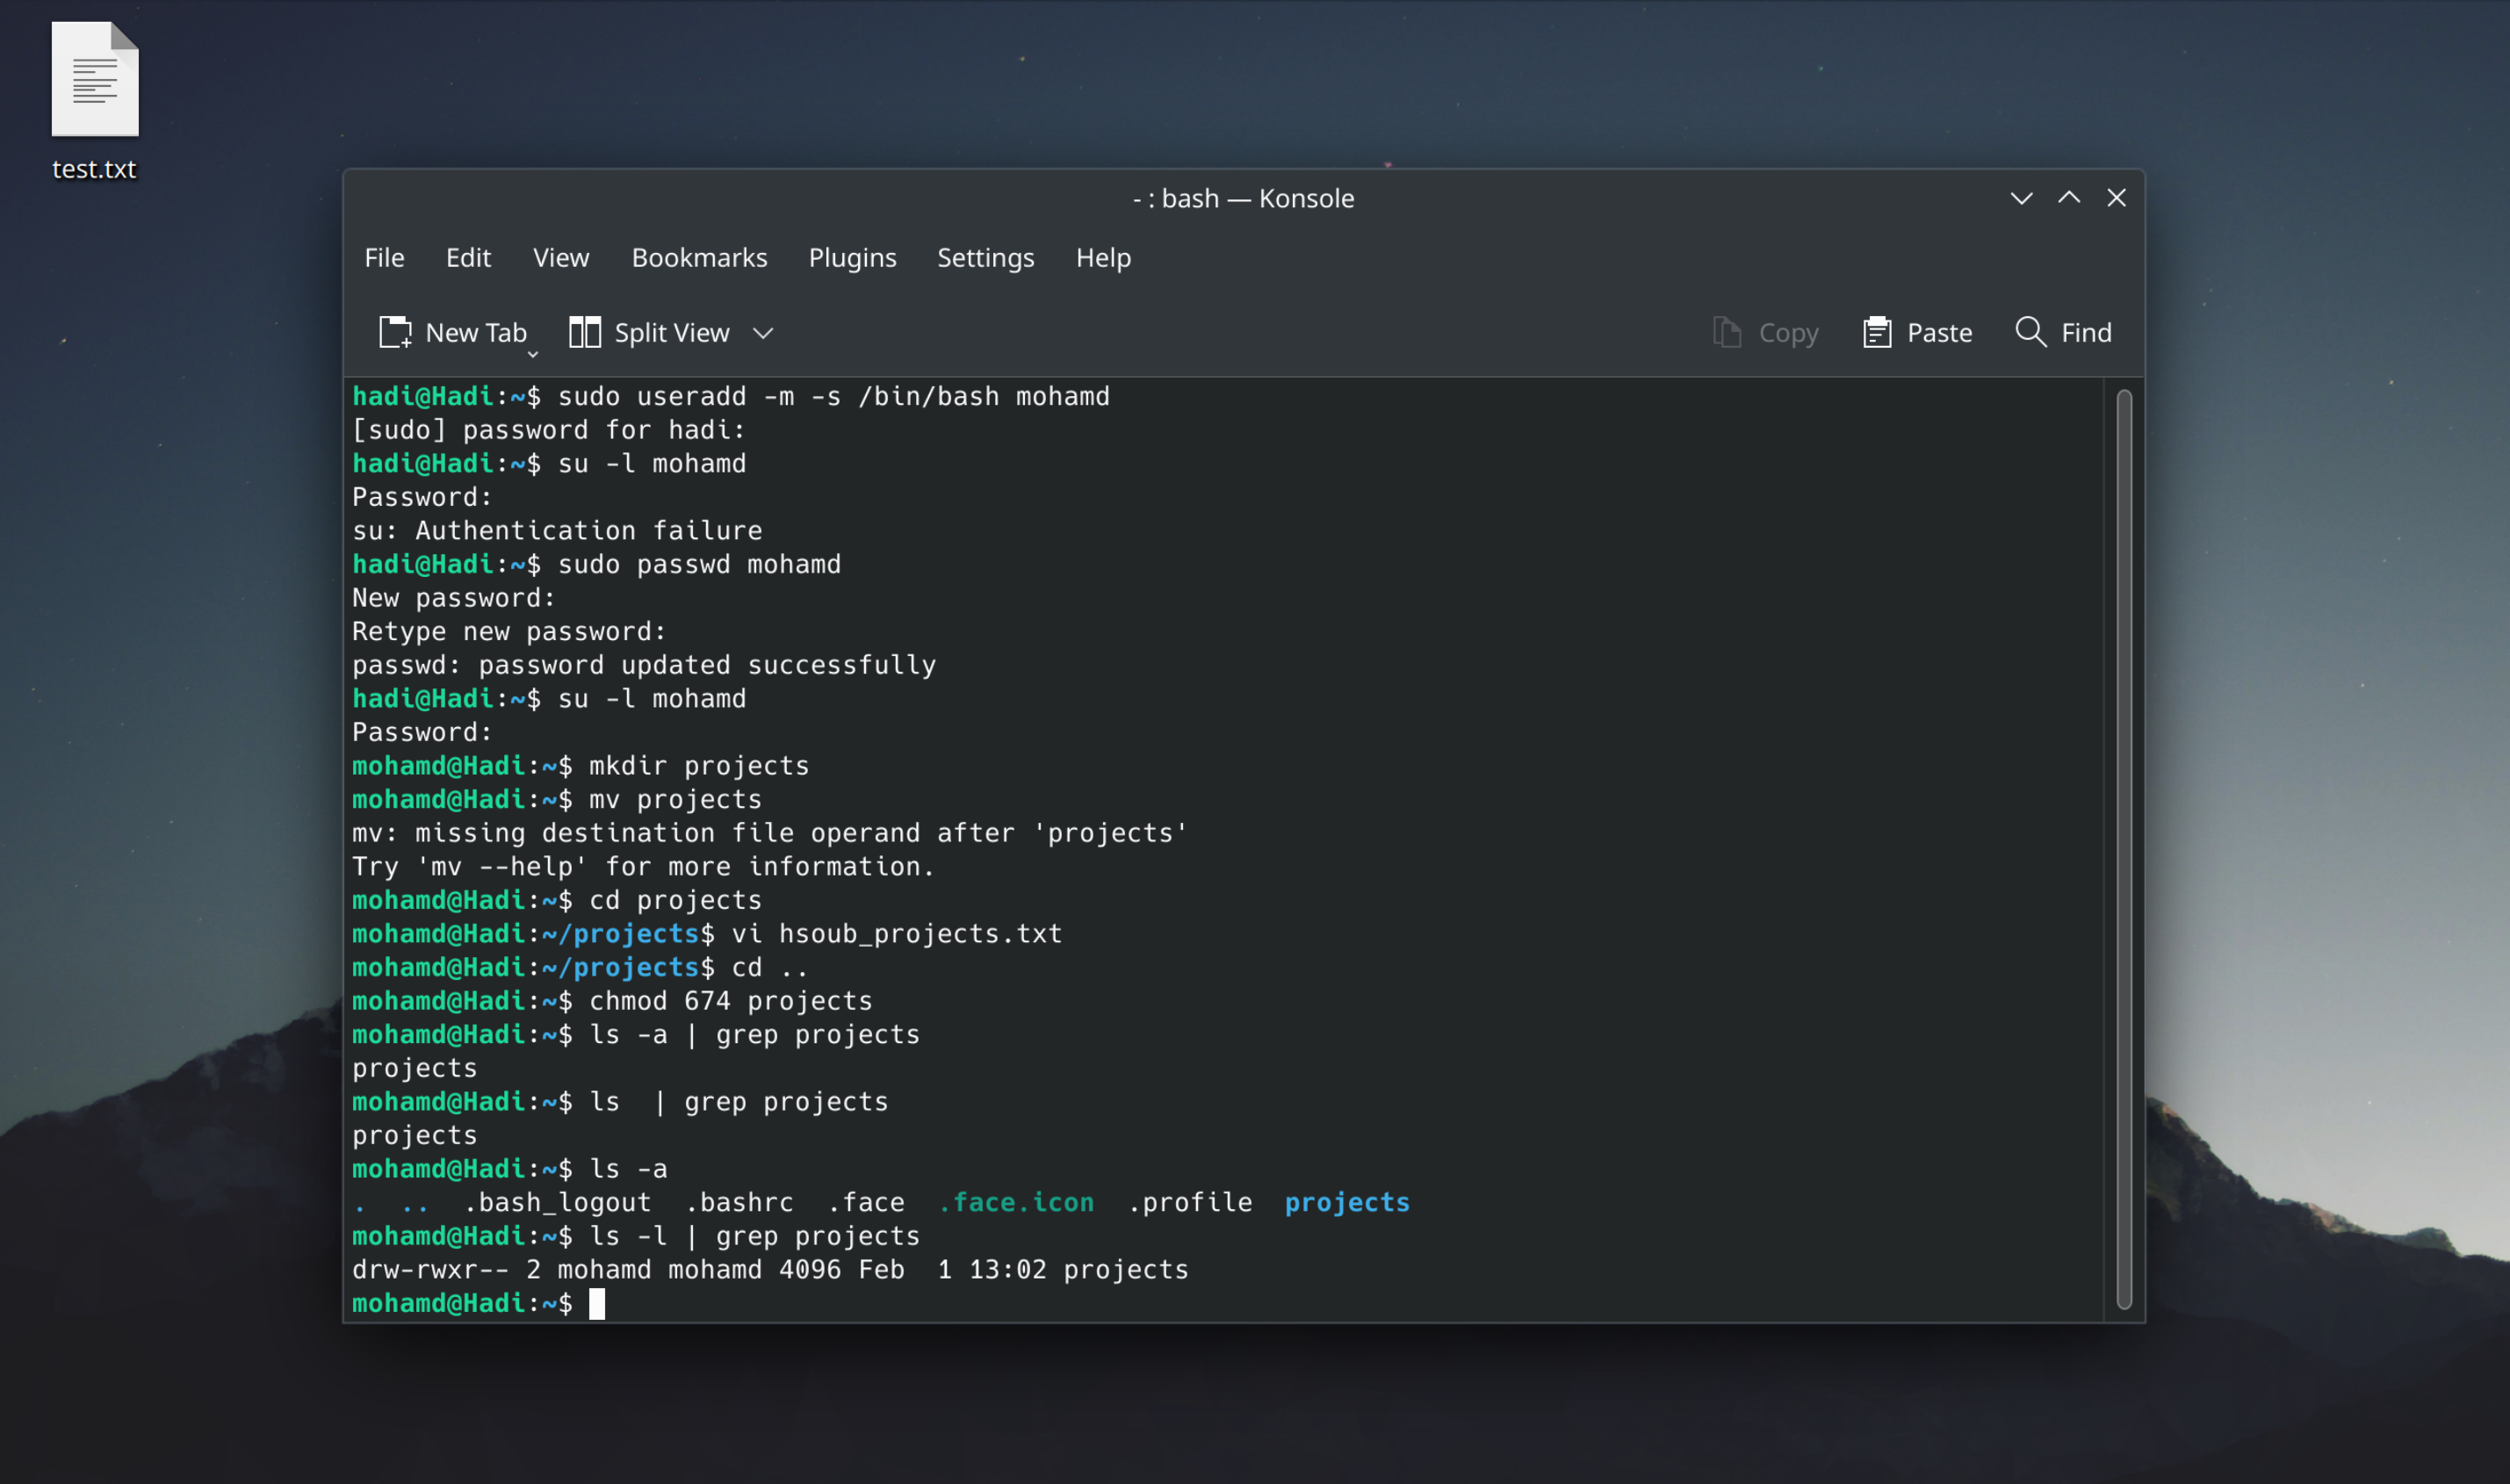 test.txt
- : bash — Konsole
File Edit View Bookmarks Plugins Settings Help
New Tab Split View Copy Paste Find
hadi@Hadi:~$ sudo useradd -m -s /bin/bash mohamd
[sudo] password for hadi:
hadi@Hadi:~$ su -l mohamd
Password:
su: Authentication failure
hadi@Hadi:~$ sudo passwd mohamd
New password:
Retype new password:
passwd: password updated successfully
hadi@Hadi:~$ su -l mohamd
Password:
mohamd@Hadi:~$ mkdir projects
mohamd@Hadi:~$ mv projects
mv: missing destination file operand after 'projects'
Try 'mv --help' for more information.
mohamd@Hadi:~$ cd projects
mohamd@Hadi:~/projects$ vi hsoub_projects.txt
mohamd@Hadi:~/projects$ cd ..
mohamd@Hadi:~$ chmod 674 projects
mohamd@Hadi:~$ ls -a | grep projects
projects
mohamd@Hadi:~$ ls  | grep projects
projects
mohamd@Hadi:~$ ls -a
.  ..  .bash_logout  .bashrc  .face  .face.icon  .profile  projects
mohamd@Hadi:~$ ls -l | grep projects
drw-rwxr-- 2 mohamd mohamd 4096 Feb  1 13:02 projects
mohamd@Hadi:~$